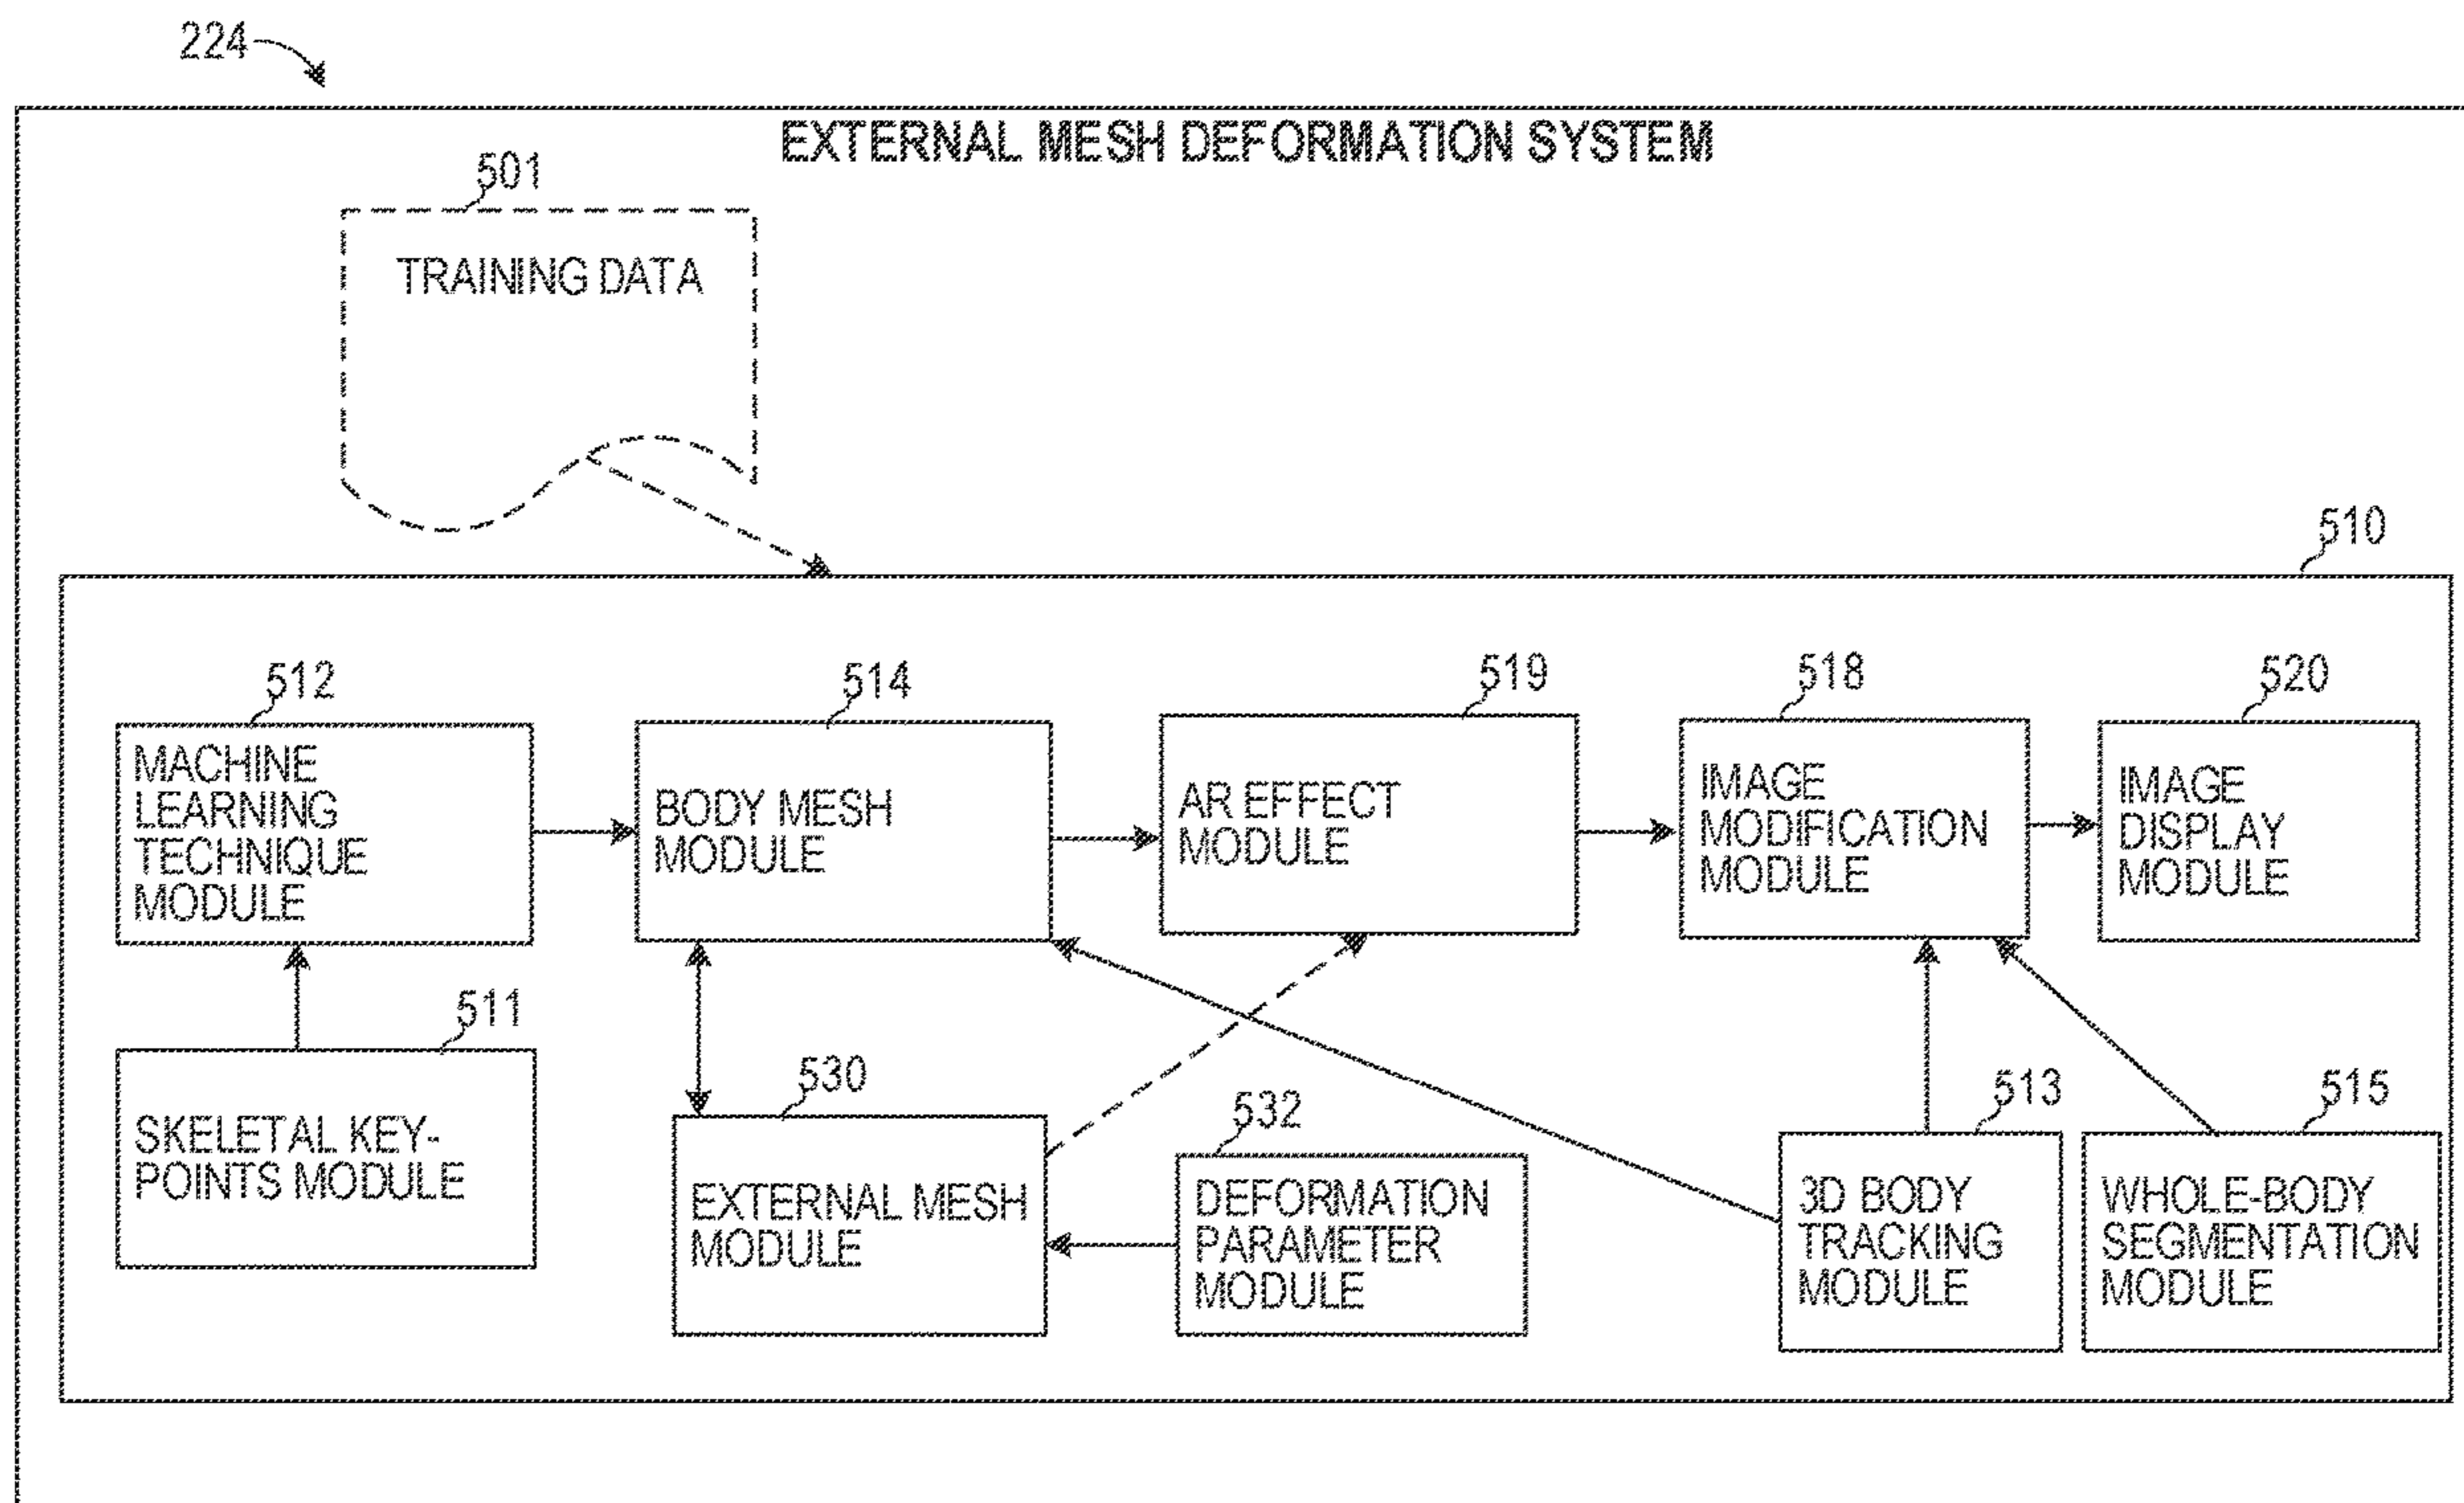 224
EXTERNAL MESH DEFORMATION SYSTEM
501
TRAINING DATA
510
512
MACHINE
LEARNING
TECHNIQUE
MODULE
514
BODY MESH
MODULE
519
AR EFFECT
MODULE
518
IMAGE
MODIFICATION
MODULE
520
IMAGE
DISPLAY
MODULE
511
SKELETAL KEY-
POINTS MODULE
530
EXTERNAL MESH
MODULE
532
DEFORMATION
PARAMETER
MODULE
513
3D BODY
TRACKING
MODULE
515
WHOLE-BODY
SEGMENTATION
MODULE